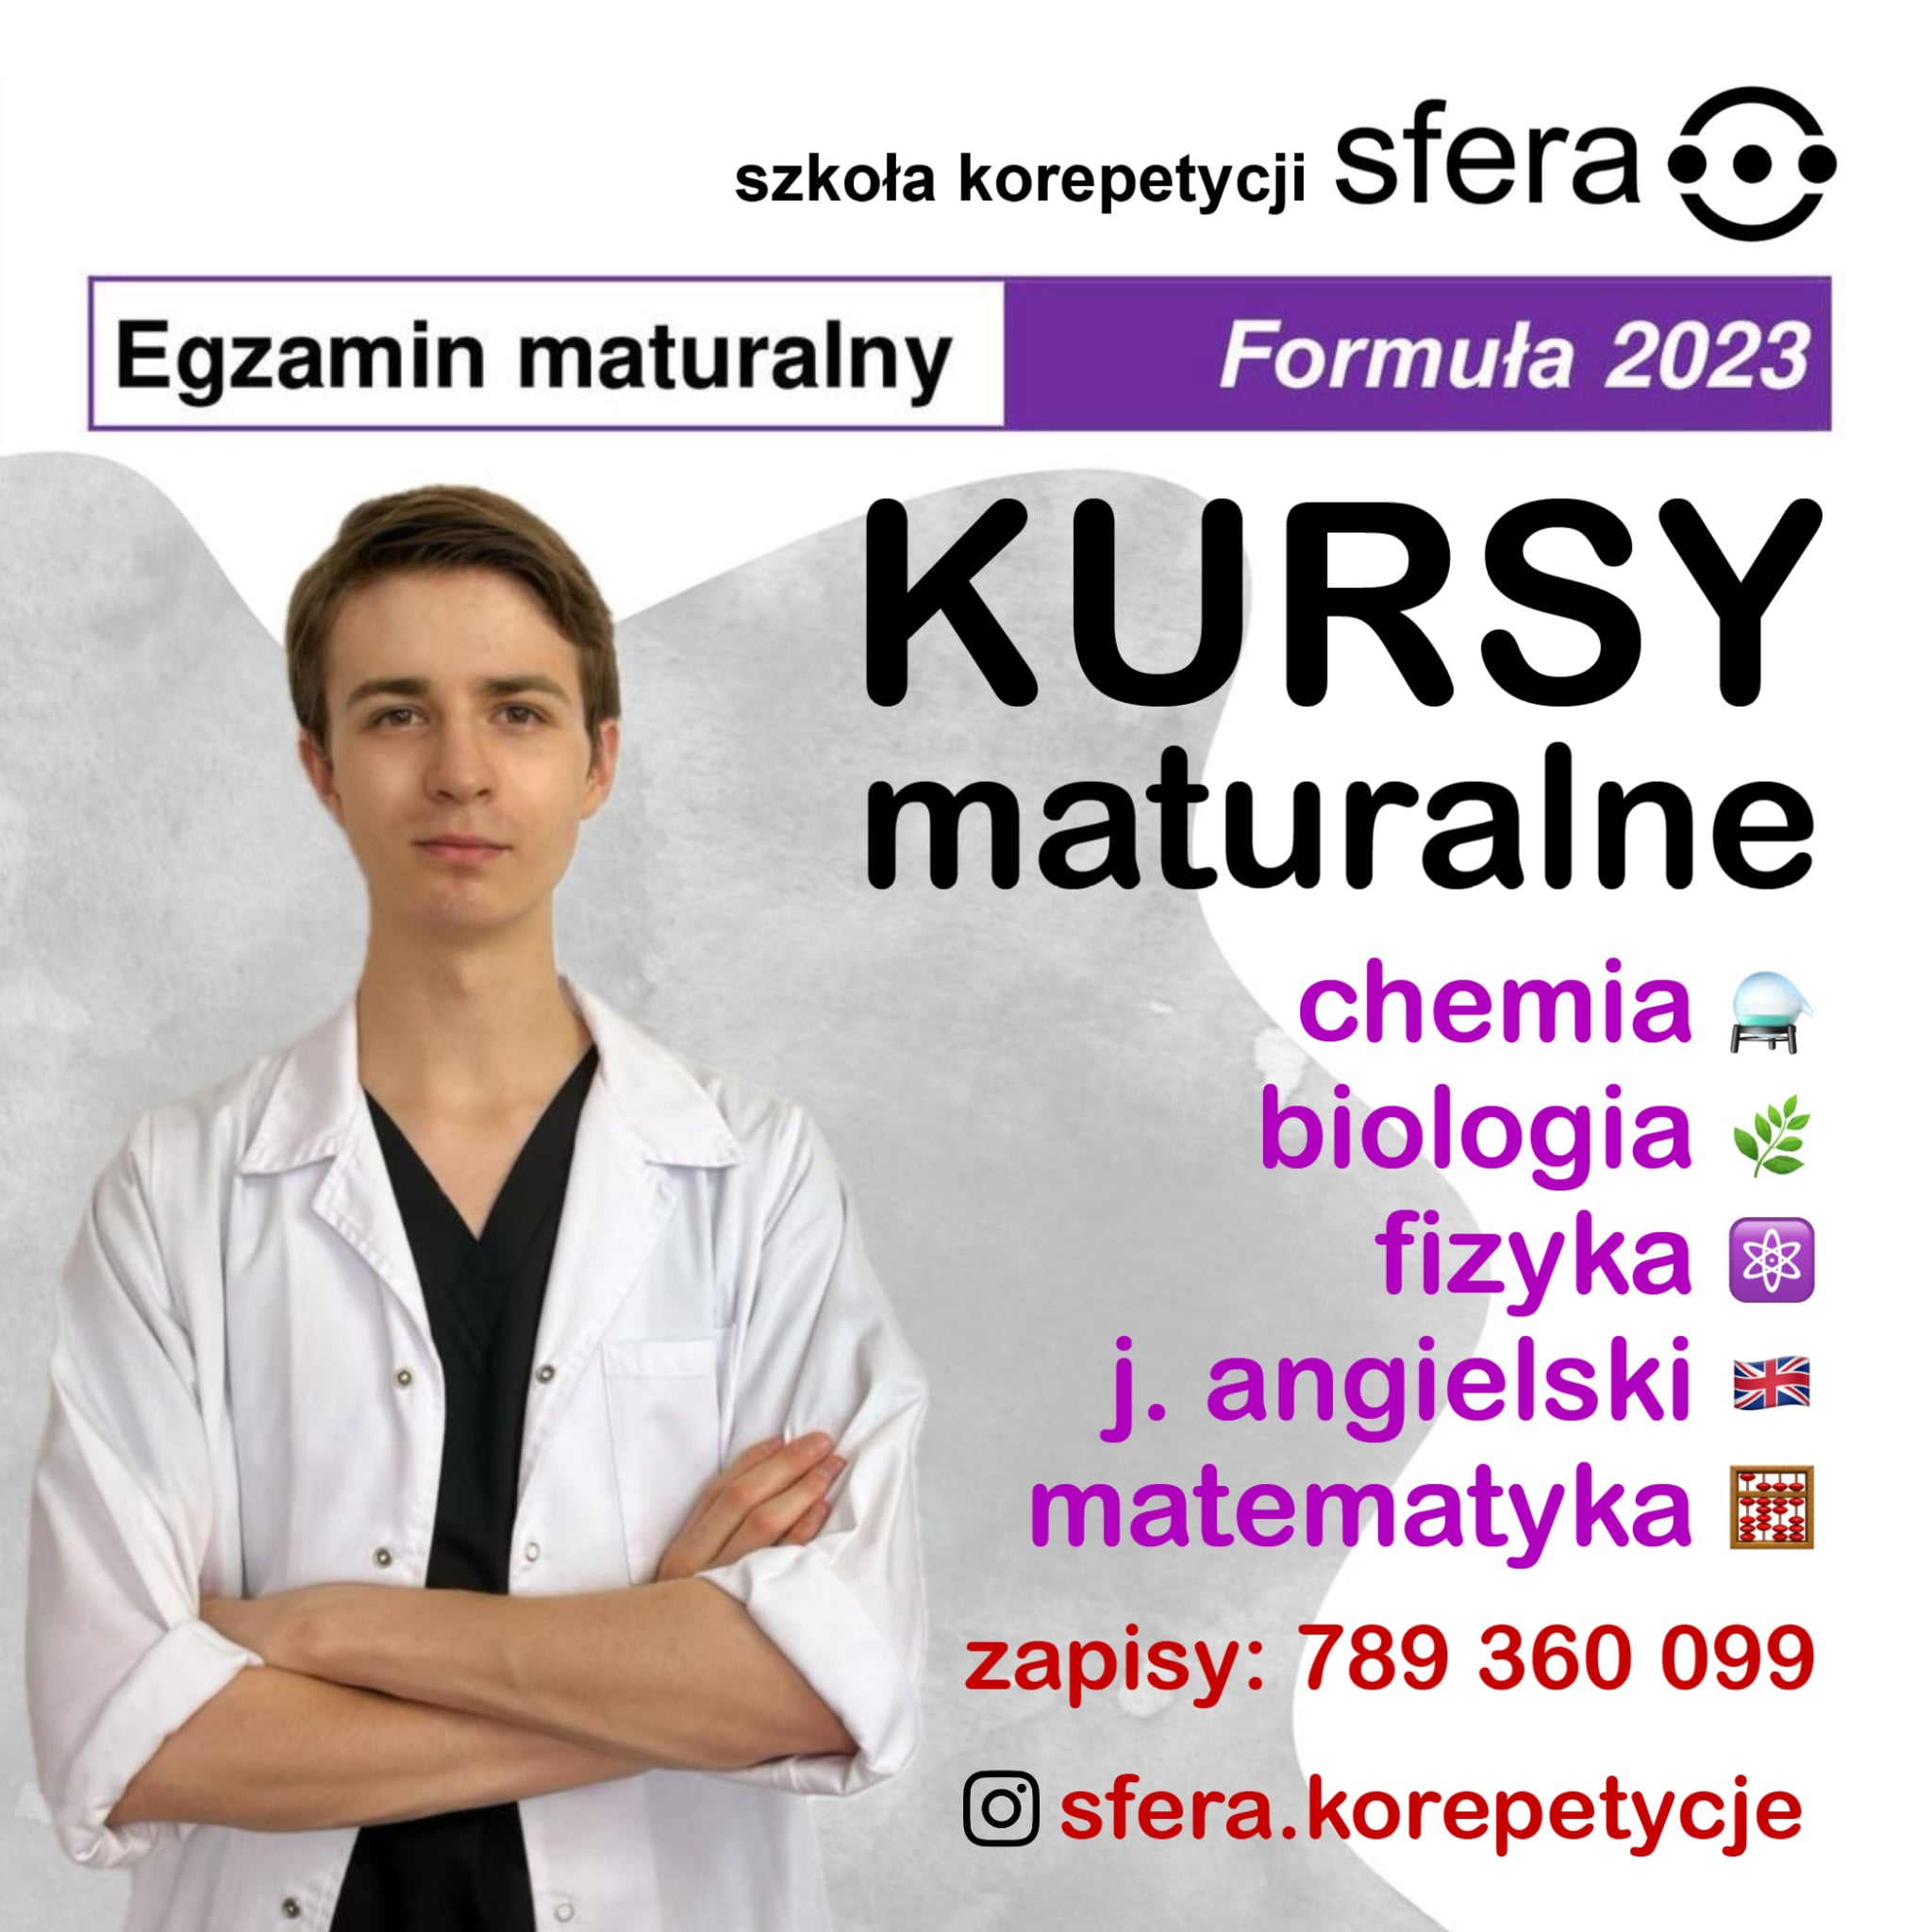 szkoła korepetycji sfera
Egzamin maturalny Formuła 2023
KURSY
maturalne
chemia
biologia
fizyka
j. angielski
matematyka
zapisy: 789 360 099
sfera.korepetycje